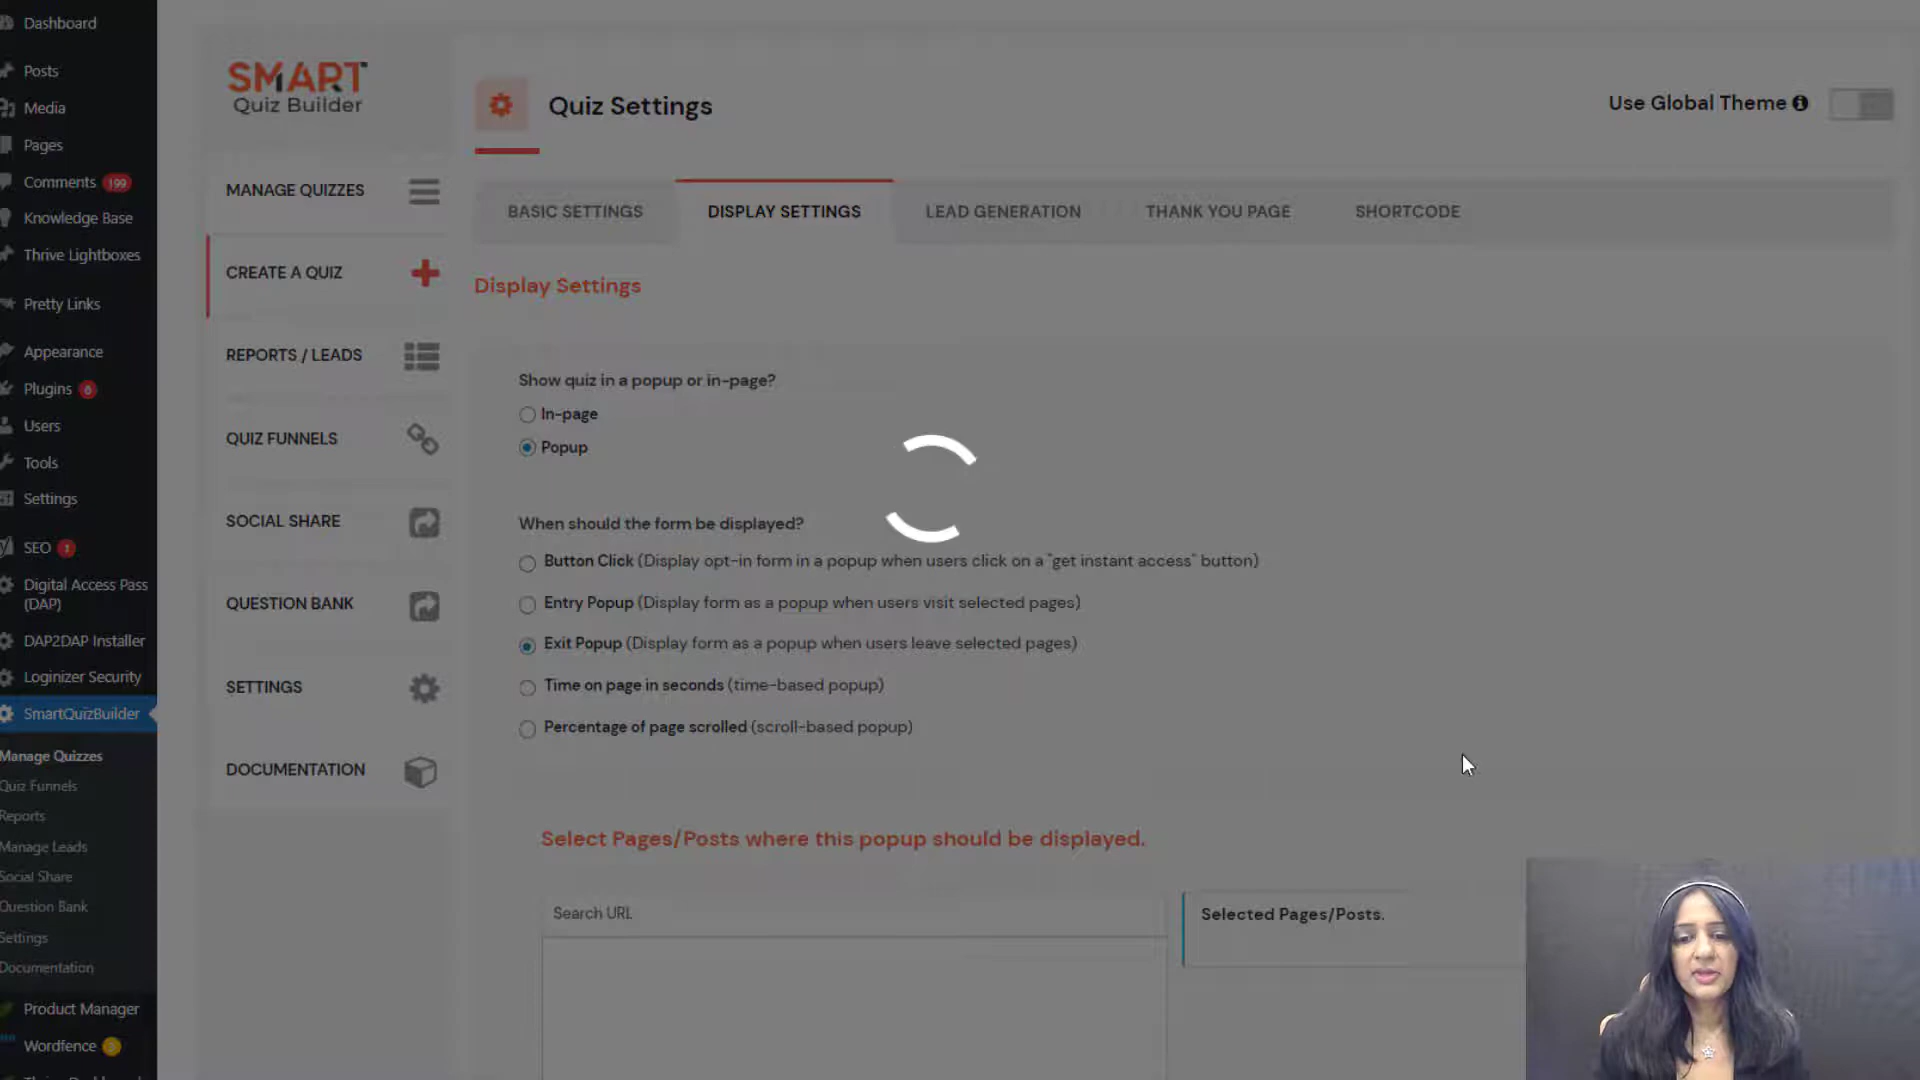 Dashboard
Posts
Media
Pages
Comments 199
Knowledge Base
Thrive Lightboxes
Pretty Links
Appearance
Plugins 6
Users
Tools
Settings
SEO 1
Digital Access Pass
(DAP)
DAP2DAP Installer
Loginizer Security
SmartQuizBuilder
Manage Quizzes
Quiz Funnels
Reports
Manage Leads
Social Share
Question Bank
Settings
Documentation
Product Manager
Wordfence
SMART
Quiz Builder
MANAGE QUIZZES
CREATE A QUIZ
REPORTS / LEADS
QUIZ FUNNELS
SOCIAL SHARE
QUESTION BANK
SETTINGS
DOCUMENTATION
Quiz Settings
Use Global Theme
BASIC SETTINGS
DISPLAY SETTINGS
LEAD GENERATION
THANK YOU PAGE
SHORTCODE
Display Settings
Show quiz in a popup or in-page?
In-page
Popup
When should the form be displayed?
Button Click (Display opt-in form in a popup when users click on a "get instant access" button)
Entry Popup (Display form as a popup when users visit selected pages)
Exit Popup (Display form as a popup when users leave selected pages)
Time on page in seconds (time-based popup)
Percentage of page scrolled (scroll-based popup)
Select Pages/Posts where this popup should be displayed.
Search URL
Selected Pages/Posts.